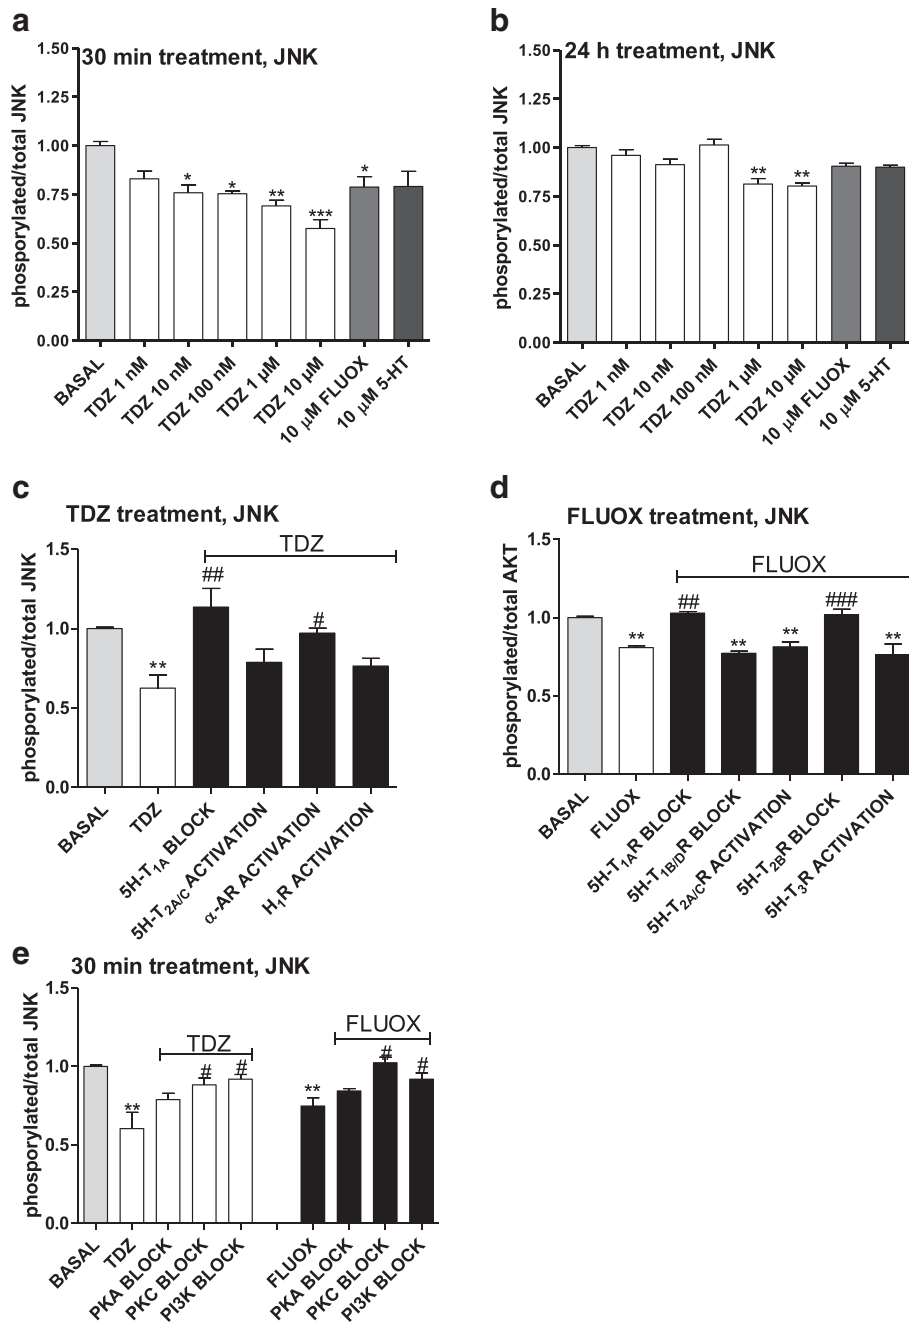 a
30 min treatment, JNK
phosporylated/total JNK
1.50
1.25
1.00
0.75
0.50
0.25
0.00
*
*
**
***
*
BASAL
TDZ 1 nM
TDZ 10 nM
TDZ 100 nM
TDZ 1 µM
TDZ 10 µM
10 µM FLUOX
10 µM 5-HT
b
24 h treatment, JNK
phosporylated/total JNK
1.50
1.25
1.00
0.75
0.50
0.25
0.00
**
**
BASAL
TDZ 1 nM
TDZ 10 nM
TDZ 100 nM
TDZ 1 µM
TDZ 10 µM
10 µM FLUOX
10 µM 5-HT
c
TDZ treatment, JNK
phosporylated/total JNK
1.5
1.0
0.5
0.0
TDZ
**
##
#
BASAL
TDZ
5H-T1A BLOCK
5H-T2A/C ACTIVATION
α-AR ACTIVATION
H1R ACTIVATION
d
FLUOX treatment, JNK
phosporylated/total AKT
1.5
1.0
0.5
0.0
FLUOX
**
##
**
**
###
**
BASAL
FLUOX
5H-T1AR BLOCK
5H-T1B/DR BLOCK
5H-T2A/CR ACTIVATION
5H-T2BR BLOCK
5H-T3R ACTIVATION
e
30 min treatment, JNK
phosporylated/total JNK
1.5
1.0
0.5
0.0
TDZ
FLUOX
**
#
#
**
#
#
BASAL
TDZ
PKA BLOCK
PKC BLOCK
PI3K BLOCK
FLUOX
PKA BLOCK
PKC BLOCK
PI3K BLOCK